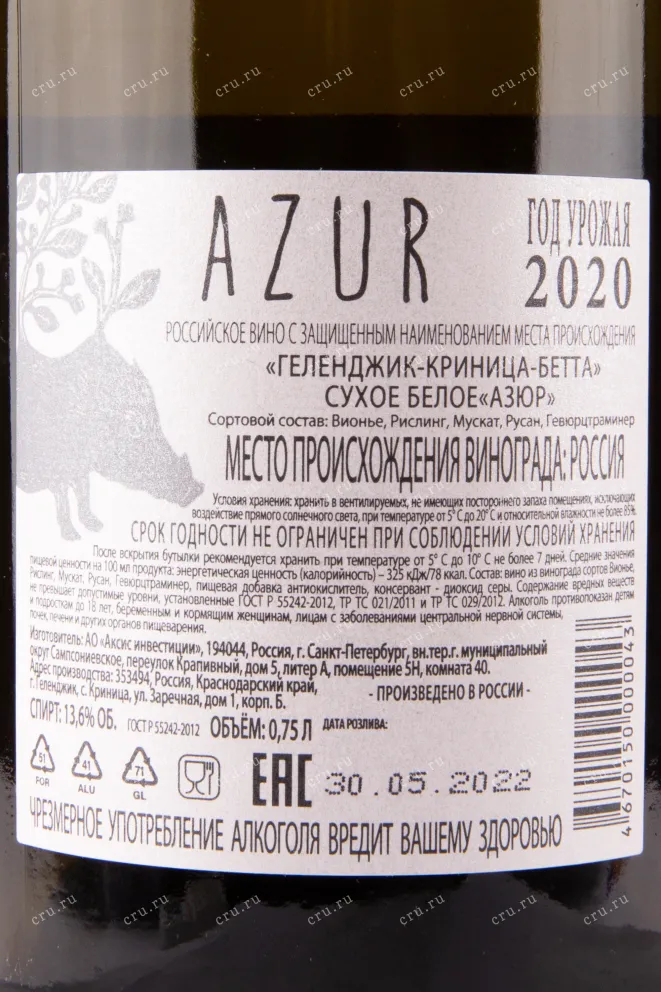 AZUR
ГОД УРОЖАЯ
2020
РОССИЙСКОЕ ВИНО С ЗАЩИЩЕННЫМ НАИМЕНОВАНИЕМ МЕСТА ПРОИСХОЖДЕНИЯ
«ГЕЛЕНДЖИК-КРИНИЦА-БЕТТА»
СУХОЕ БЕЛОЕ«АЗЮР»
Сортовой состав: Вионье, Рислинг, Мускат, Русан, Гевюрцтраминер
МЕСТО ПРОИСХОЖДЕНИЯ ВИНОГРАДА: РОССИЯ
Условия хранения: хранить в вентилируемых, не имеющих постороннего запаха помещениях, исключающих
воздействие прямого солнечного света, при температуре от 5° С до 20° С и относительной влажности не более 85%.
СРОК ГОДНОСТИ НЕ ОГРАНИЧЕН ПРИ СОБЛЮДЕНИИ УСЛОВИЙ ХРАНЕНИЯ
После вскрытия бутылки рекомендуется хранить при температуре от 5° С до 10° С не более 7 дней. Средние значения
пищевой ценности на 100 мл продукта: энергетическая ценность (калорийность) – 325 кДж/78 ккал. Состав: вино из винограда сортов Вионье,
Рислинг, Мускат, Русан, Гевюрцтраминер, пищевая добавка антиокислитель, консервант - диоксид серы. Содержание вредных веществ
не превышает допустимые уровни, установленные ГОСТ Р 55242-2012, ТР ТС 021/2011 и ТР ТС 029/2012. Алкоголь противопоказан детям
и подросткам до 18 лет, беременным и кормящим женщинам, лицам с заболеваниями центральной нервной системы,
почек, печени и других органов пищеварения.
Изготовитель: АО «Аксис инвестиции», 194044, Россия, г. Санкт-Петербург, вн.тер.г. муниципальный
округ Сампсониевское, переулок Крапивный, дом 5, литер А, помещение 5Н, комната 40.
Адрес производства: 353494, Россия, Краснодарский край,
г. Геленджик, с. Криница, ул. Заречная, дом 1, корп. Б.
- ПРОИЗВЕДЕНО В РОССИИ -
СПИРТ: 13,6% ОБ. ГОСТ Р 55242-2012 ОБЪЁМ: 0,75 Л ДАТА РОЗЛИВА:
51 41 71
FOR ALU GL
EAC
30.05.2022
4 670150 000043
ЧРЕЗМЕРНОЕ УПОТРЕБЛЕНИЕ АЛКОГОЛЯ ВРЕДИТ ВАШЕМУ ЗДОРОВЬЮ
cru.ru